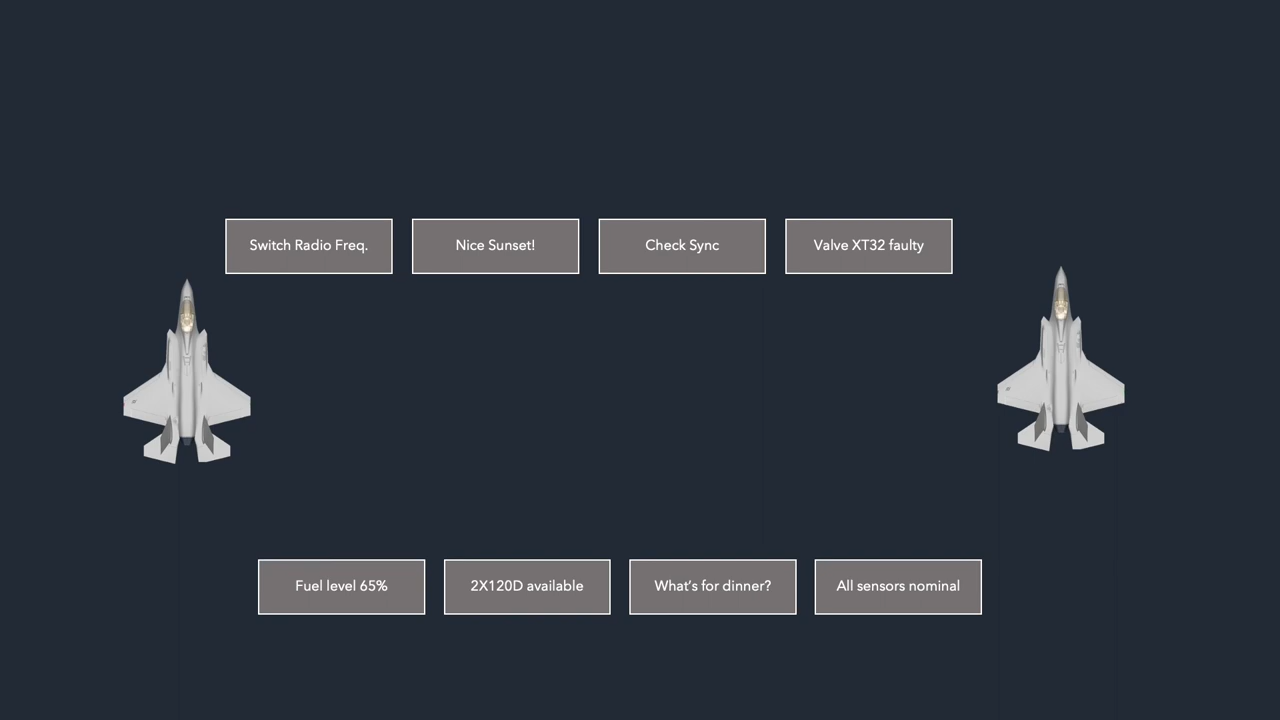 Switch Radio Freq.
Nice Sunset!
Check Sync
Valve XT32 faulty
Fuel level 65%
2X120D available
What's for dinner?
All sensors nominal